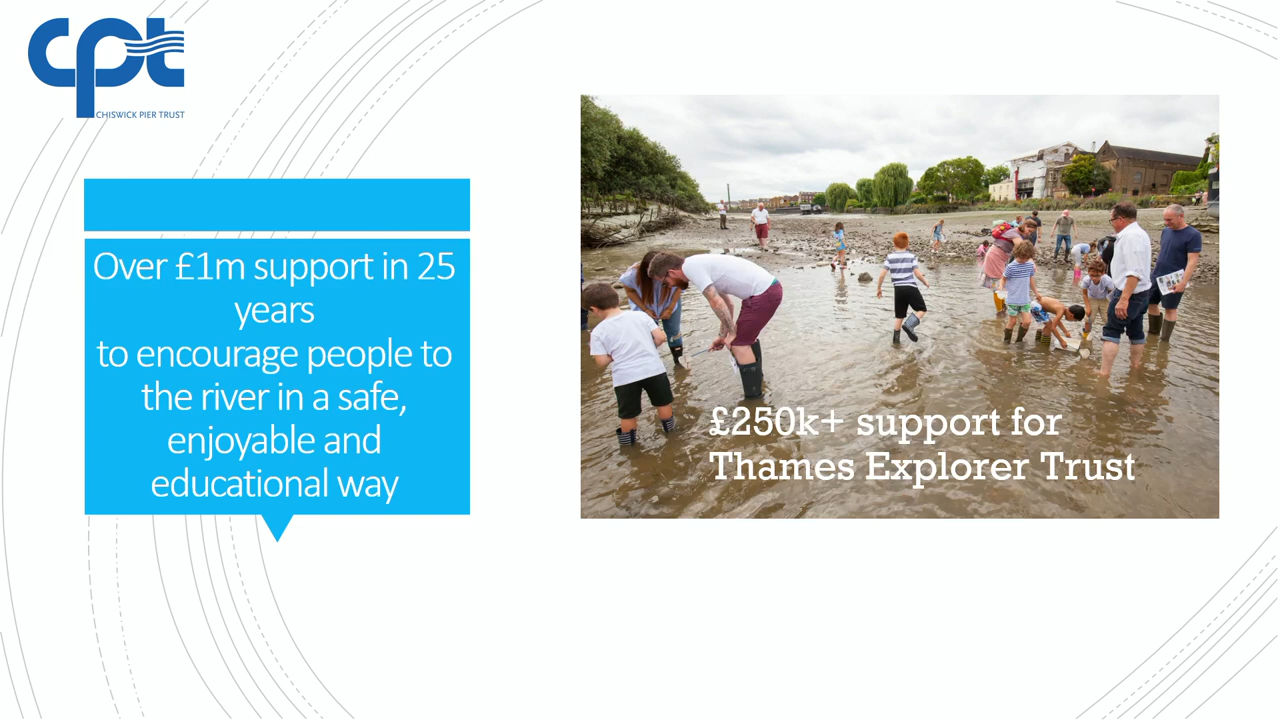 cpt
CHISWICK PIER TRUST
Over £1m support in 25
years
to encourage people to
the river in a safe,
enjoyable and
educational way
£250k+ support for
Thames Explorer Trust